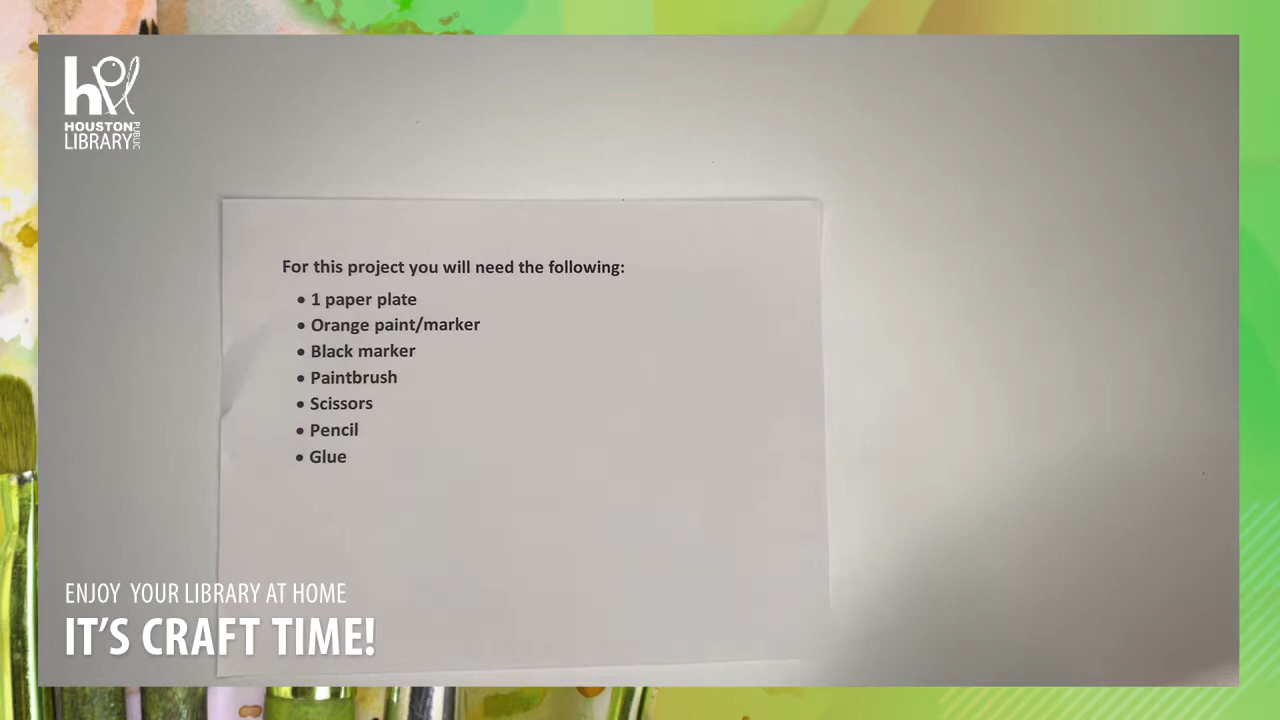 HOUSTON
PUBLIC
LIBRARY
For this project you will need the following:
• 1 paper plate
• Orange paint/marker
• Black marker
• Paintbrush
• Scissors
• Pencil
• Glue
ENJOY YOUR LIBRARY AT HOME
IT'S CRAFT TIME!